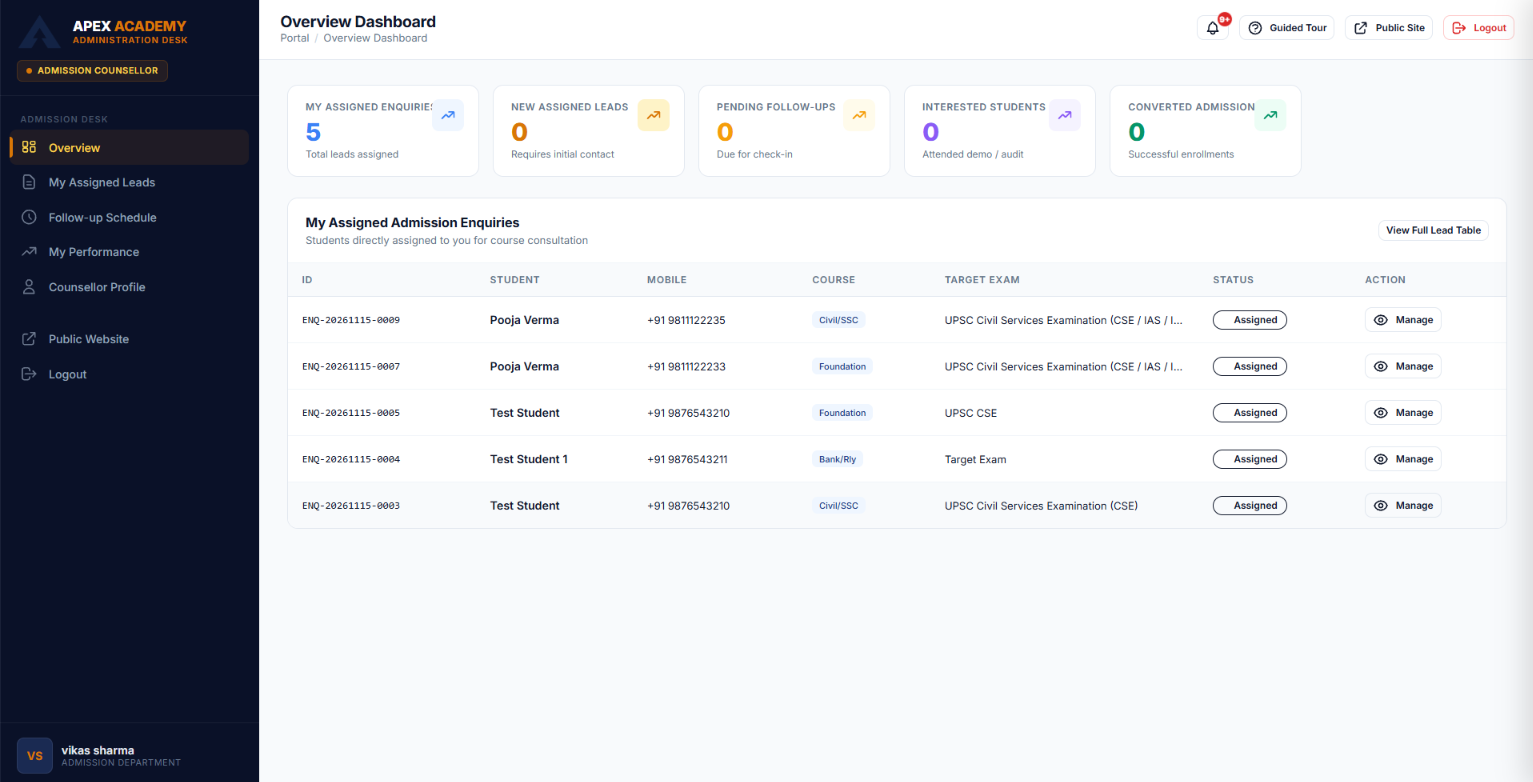 APEX ACADEMY
ADMINISTRATION DESK
ADMISSION COUNSELLOR
ADMISSION DESK
Overview
My Assigned Leads
Follow-up Schedule
My Performance
Counsellor Profile
Public Website
Logout
VS
vikas sharma
ADMISSION DEPARTMENT
Overview Dashboard
Portal / Overview Dashboard
9+
Guided Tour
Public Site
Logout
MY ASSIGNED ENQUIRIES
5
Total leads assigned
NEW ASSIGNED LEADS
0
Requires initial contact
PENDING FOLLOW-UPS
0
Due for check-in
INTERESTED STUDENTS
0
Attended demo / audit
CONVERTED ADMISSION
0
Successful enrollments
My Assigned Admission Enquiries
Students directly assigned to you for course consultation
View Full Lead Table
ID STUDENT MOBILE COURSE TARGET EXAM STATUS ACTION
ENQ-20261115-0009 Pooja Verma +91 9811122235 Civil/SSC UPSC Civil Services Examination (CSE / IAS / I... Assigned Manage
ENQ-20261115-0007 Pooja Verma +91 9811122233 Foundation UPSC Civil Services Examination (CSE / IAS / I... Assigned Manage
ENQ-20261115-0005 Test Student +91 9876543210 Foundation UPSC CSE Assigned Manage
ENQ-20261115-0004 Test Student 1 +91 9876543211 Bank/Rly Target Exam Assigned Manage
ENQ-20261115-0003 Test Student +91 9876543210 Civil/SSC UPSC Civil Services Examination (CSE) Assigned Manage